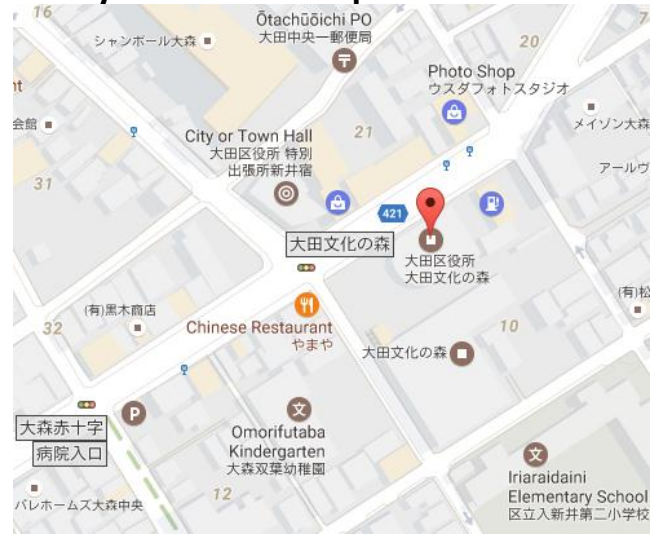 16
シャンボール大森
Ōtachūōichi PO
大田中央一郵便局
20
7
Photo Shop
ウスダフォトスタジオ
nt
会館
City or Town Hall
大田区役所 特別
出張所新井宿
21
メイゾン大森
アールヴ
31
421
大田文化の森
大田区役所
大田文化の森
(有)黒木商店
(有)松
32
Chinese Restaurant
やまや
10
大田文化の森
大森赤十字
病院入口
P
Omorifutaba
Kindergarten
大森双葉幼稚園
文
文
Iriaraidaini
Elementary School
区立入新井第二小学校
バレホームズ大森中央
12